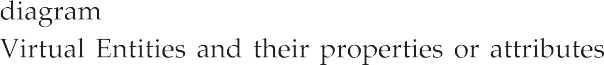 diagram
Virtual Entities and their properties or attributes